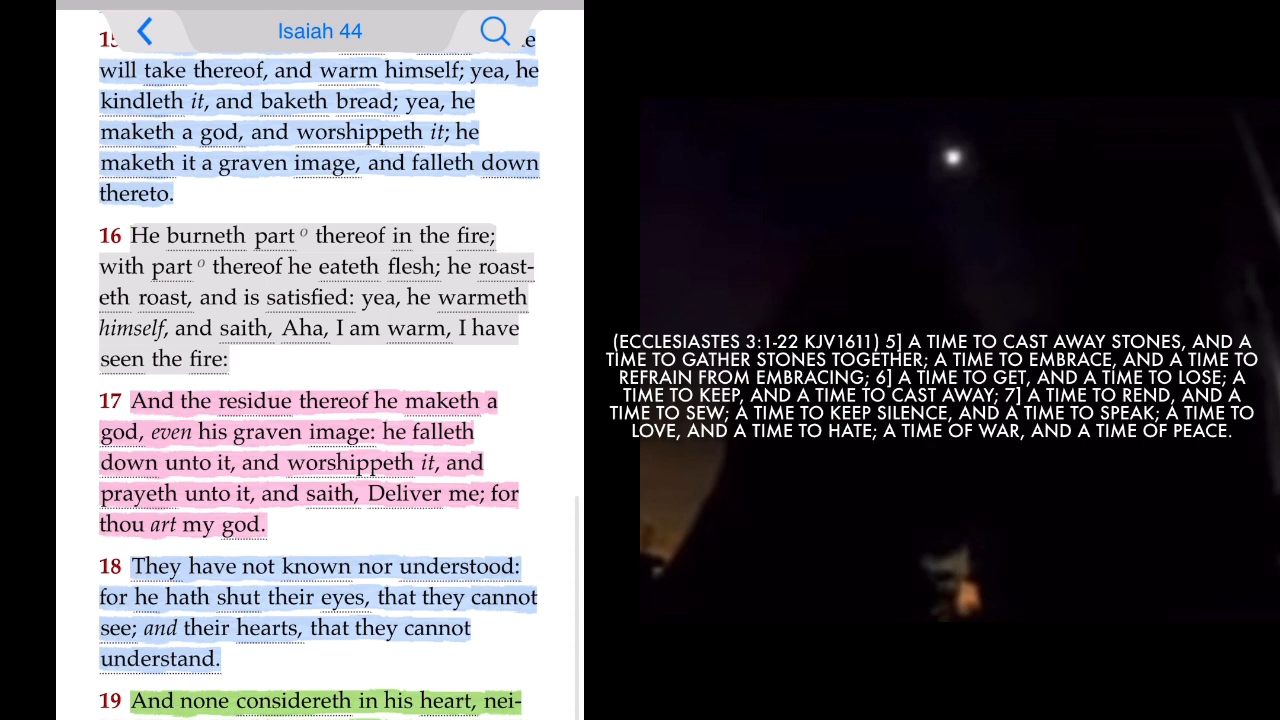 Isaiah 44
15
will take thereof, and warm himself; yea, he
kindleth it, and baketh bread; yea, he
maketh a god, and worshippeth it; he
maketh it a graven image, and falleth down
thereto.
16 He burneth part o thereof in the fire;
with part o thereof he eateth flesh; he roast-
eth roast, and is satisfied: yea, he warmeth
himself, and saith, Aha, I am warm, I have
seen the fire:
17 And the residue thereof he maketh a
god, even his graven image: he falleth
down unto it, and worshippeth it, and
prayeth unto it, and saith, Deliver me; for
thou art my god.
18 They have not known nor understood:
for he hath shut their eyes, that they cannot
see; and their hearts, that they cannot
understand.
19 And none considereth in his heart, nei-
(ECCLESIASTES 3:1-22 KJV1611) 5] A TIME TO CAST AWAY STONES, AND A
TIME TO GATHER STONES TOGETHER; A TIME TO EMBRACE, AND A TIME TO
REFRAIN FROM EMBRACING; 6] A TIME TO GET, AND A TIME TO LOSE; A
TIME TO KEEP, AND A TIME TO CAST AWAY; 7] A TIME TO REND, AND A
TIME TO SEW; A TIME TO KEEP SILENCE, AND A TIME TO SPEAK; A TIME TO
LOVE, AND A TIME TO HATE; A TIME OF WAR, AND A TIME OF PEACE.